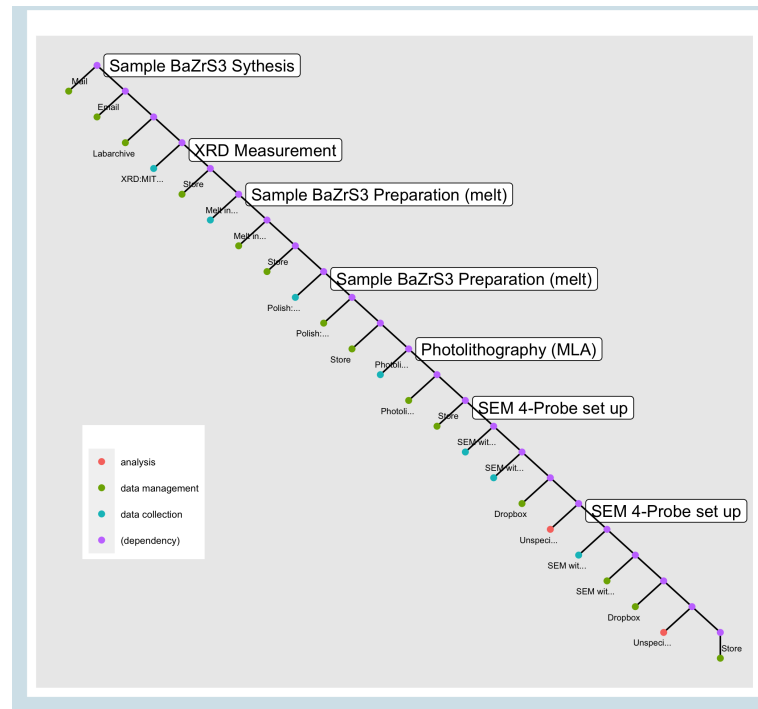 Sample BaZrS3 Sythesis
Mail
Email
Labarchive
XRD Measurement
XRD:MIT...
Store
Sample BaZrS3 Preparation (melt)
Melt in...
Melt in...
Store
Sample BaZrS3 Preparation (melt)
Polish:...
Polish:...
Store
Photolithography (MLA)
Photoli...
Photoli...
Store
SEM 4-Probe set up
SEM wit...
SEM wit...
Dropbox
SEM 4-Probe set up
Unspeci...
SEM wit...
SEM wit...
Dropbox
Unspeci...
Store
analysis
data management
data collection
(dependency)